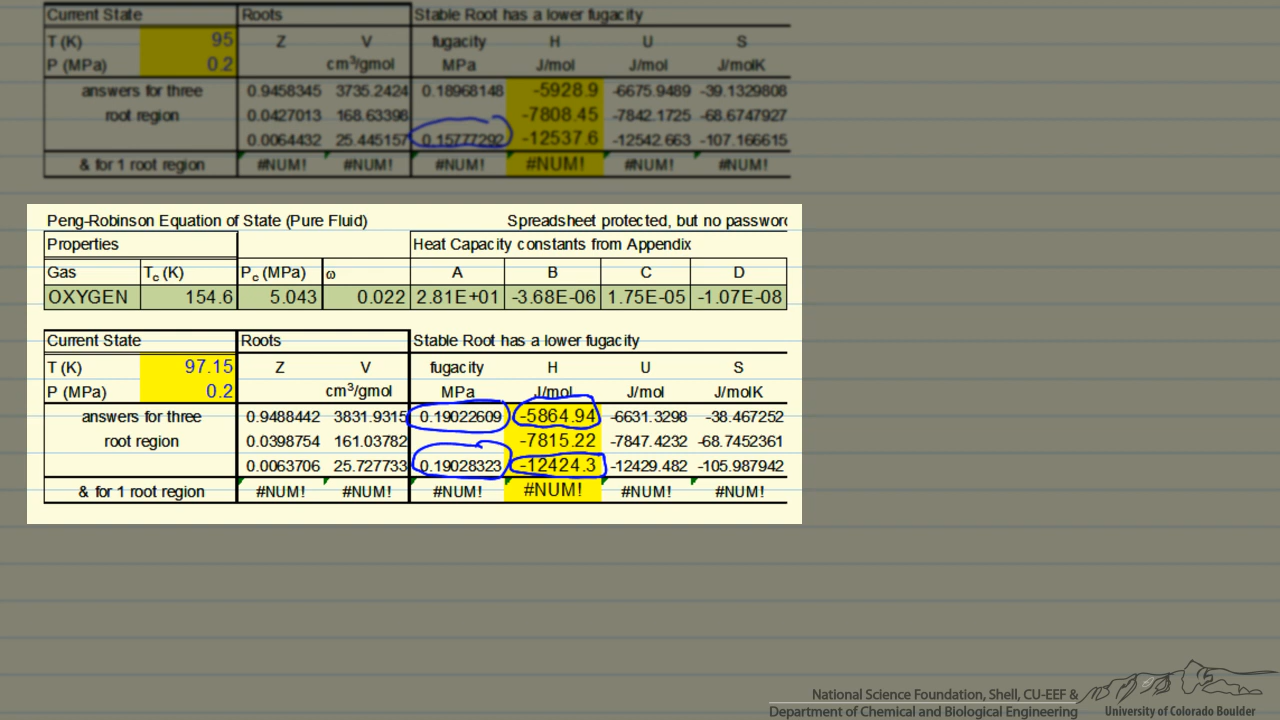 Current State Roots Stable Root has a lower fugacity
T (K) 95 Z V fugacity H U S
P (MPa) 0.2 cm³/gmol MPa J/mol J/mol J/molK
answers for three 0.9458345 3735.2424 0.18968148 -5928.9 -6675.9489 -39.1329808
root region 0.0427013 168.63398 -7808.45 -7842.1725 -68.6747927
0.0064432 25.445157 0.15777292 -12537.6 -12542.663 -107.166615
& for 1 root region #NUM! #NUM! #NUM! #NUM! #NUM! #NUM!
Peng-Robinson Equation of State (Pure Fluid) Spreadsheet protected, but no password
Properties Heat Capacity constants from Appendix
Gas Tc (K) Pc (MPa) ω A B C D
OXYGEN 154.6 5.043 0.022 2.81E+01 -3.68E-06 1.75E-05 -1.07E-08
Current State Roots Stable Root has a lower fugacity
T (K) 97.15 Z V fugacity H U S
P (MPa) 0.2 cm³/gmol MPa J/mol J/mol J/molK
answers for three 0.9488442 3831.9315 0.19022609 -5864.94 -6631.3298 -38.467252
root region 0.0398754 161.03782 -7815.22 -7847.4232 -68.7452361
0.0063706 25.727733 0.19028323 -12424.3 -12429.482 -105.987942
& for 1 root region #NUM! #NUM! #NUM! #NUM! #NUM! #NUM!
National Science Foundation, Shell, CU-EEF &
Department of Chemical and Biological Engineering University of Colorado Boulder